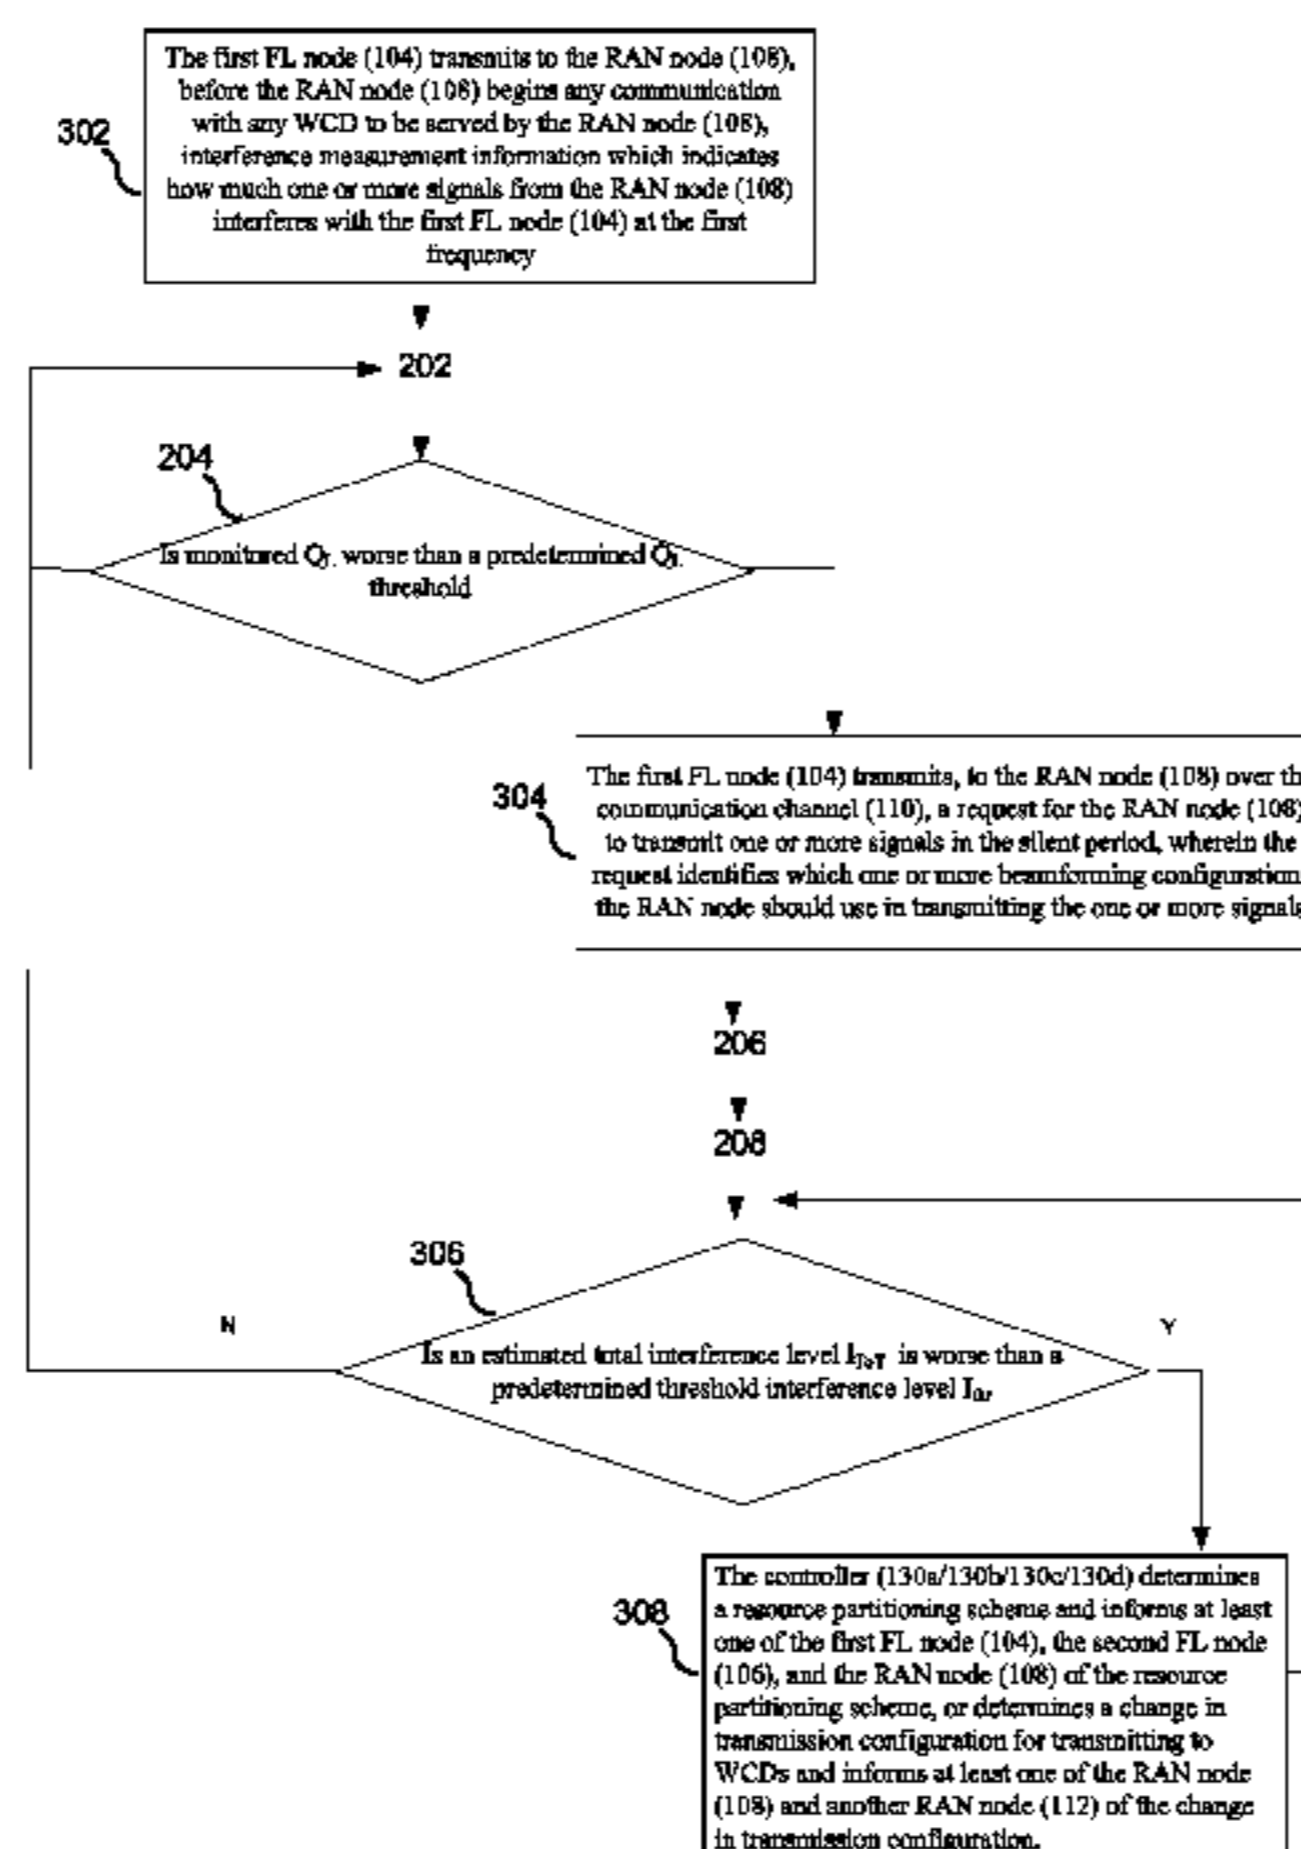 The first FL node (104) transmits to the RAN node (108),
before the RAN node (108) begins any communication
with any WCD to be served by the RAN node (108),
interference measurement information which indicates
how much one or more signals from the RAN node (108)
interferes with the first FL node (104) at the first
frequency
302
202
204
Is monitored Q_L worse than a predetermined Q_L
threshold
304
The first FL node (104) transmits, to the RAN node (108) over th
communication channel (110), a request for the RAN node (108)
to transmit one or more signals in the silent period, wherein the
request identifies which one or more beamforming configuration
the RAN node should use in transmitting the one or more signals
206
208
306
N
Y
Is an estimated total interference level I_ToT is worse than a
predetermined threshold interference level I_thr
308
The controller (130a/130b/130c/130d) determines
a resource partitioning scheme and informs at least
one of the first FL node (104), the second FL node
(106), and the RAN node (108) of the resource
partitioning scheme, or determines a change in
transmission configuration for transmitting to
WCDs and informs at least one of the RAN node
(108) and another RAN node (112) of the change
in transmission configuration.